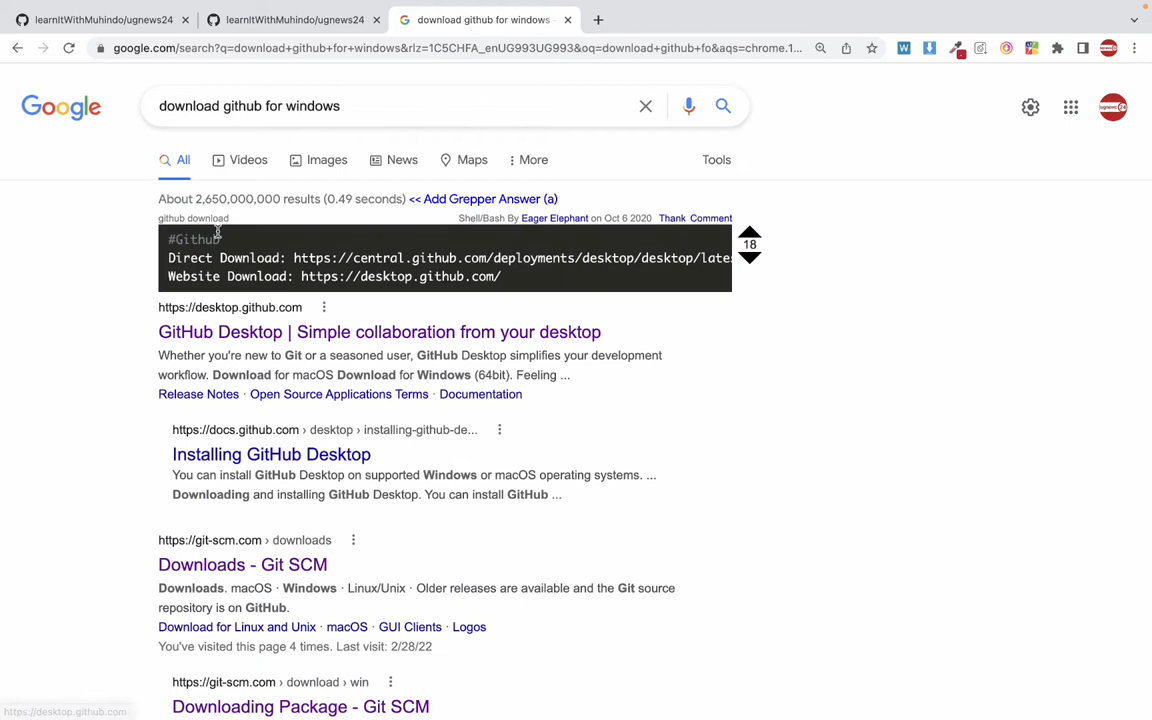 learnItWithMuhindo/ugnews24
learnItWithMuhindo/ugnews24
download github for windows
google.com/search?q=download+github+for+windows&rlz=1C5CHFA_enUG993UG993&oq=download+github+fo&aqs=chrome.1...
Google
download github for windows
All
Videos
Images
News
Maps
More
Tools
About 2,650,000,000 results (0.49 seconds) << Add Grepper Answer (a)
github download
Shell/Bash By Eager Elephant on Oct 6 2020 Thank Comment
#Github
Direct Download: https://central.github.com/deployments/desktop/desktop/late
Website Download: https://desktop.github.com/
18
https://desktop.github.com
GitHub Desktop | Simple collaboration from your desktop
Whether you're new to Git or a seasoned user, GitHub Desktop simplifies your development
workflow. Download for macOS Download for Windows (64bit). Feeling ...
Release Notes · Open Source Applications Terms · Documentation
https://docs.github.com › desktop › installing-github-de...
Installing GitHub Desktop
You can install GitHub Desktop on supported Windows or macOS operating systems. ...
Downloading and installing GitHub Desktop. You can install GitHub ...
https://git-scm.com › downloads
Downloads - Git SCM
Downloads. macOS · Windows · Linux/Unix · Older releases are available and the Git source
repository is on GitHub.
Download for Linux and Unix · macOS · GUI Clients · Logos
You've visited this page 4 times. Last visit: 2/28/22
https://git-scm.com › download › win
Downloading Package - Git SCM
https://desktop.github.com